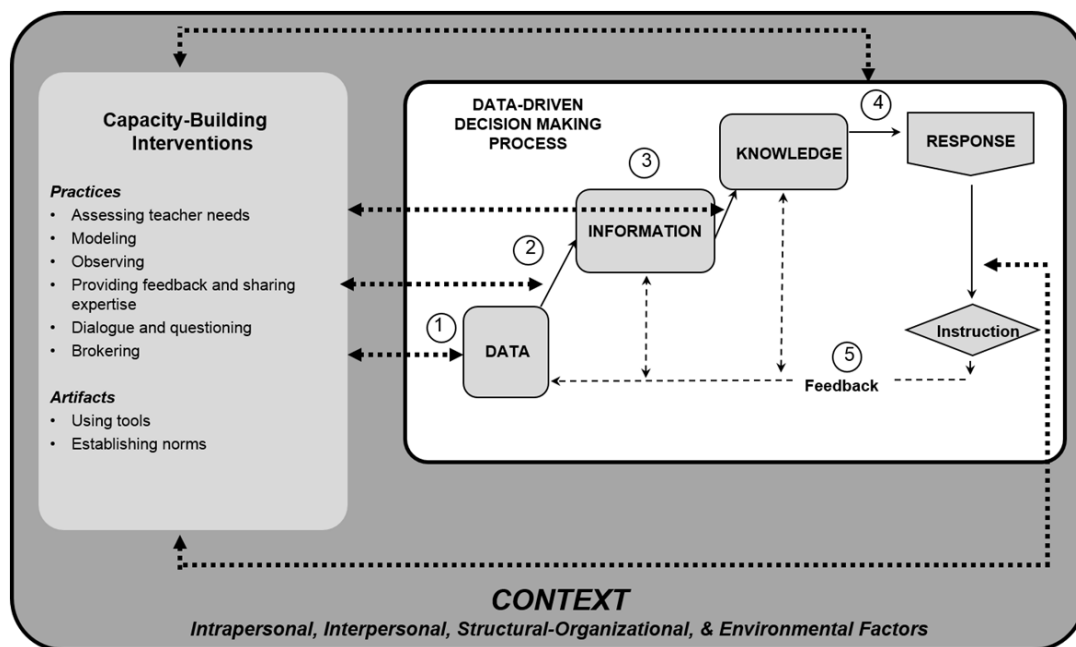 Capacity-Building
Interventions
Practices
• Assessing teacher needs
• Modeling
• Observing
• Providing feedback and sharing
expertise
• Dialogue and questioning
• Brokering
Artifacts
• Using tools
• Establishing norms
DATA-DRIVEN
DECISION MAKING
PROCESS
1
DATA
2
INFORMATION
3
KNOWLEDGE
4
RESPONSE
Instruction
5
Feedback
CONTEXT
Intrapersonal, Interpersonal, Structural-Organizational, & Environmental Factors